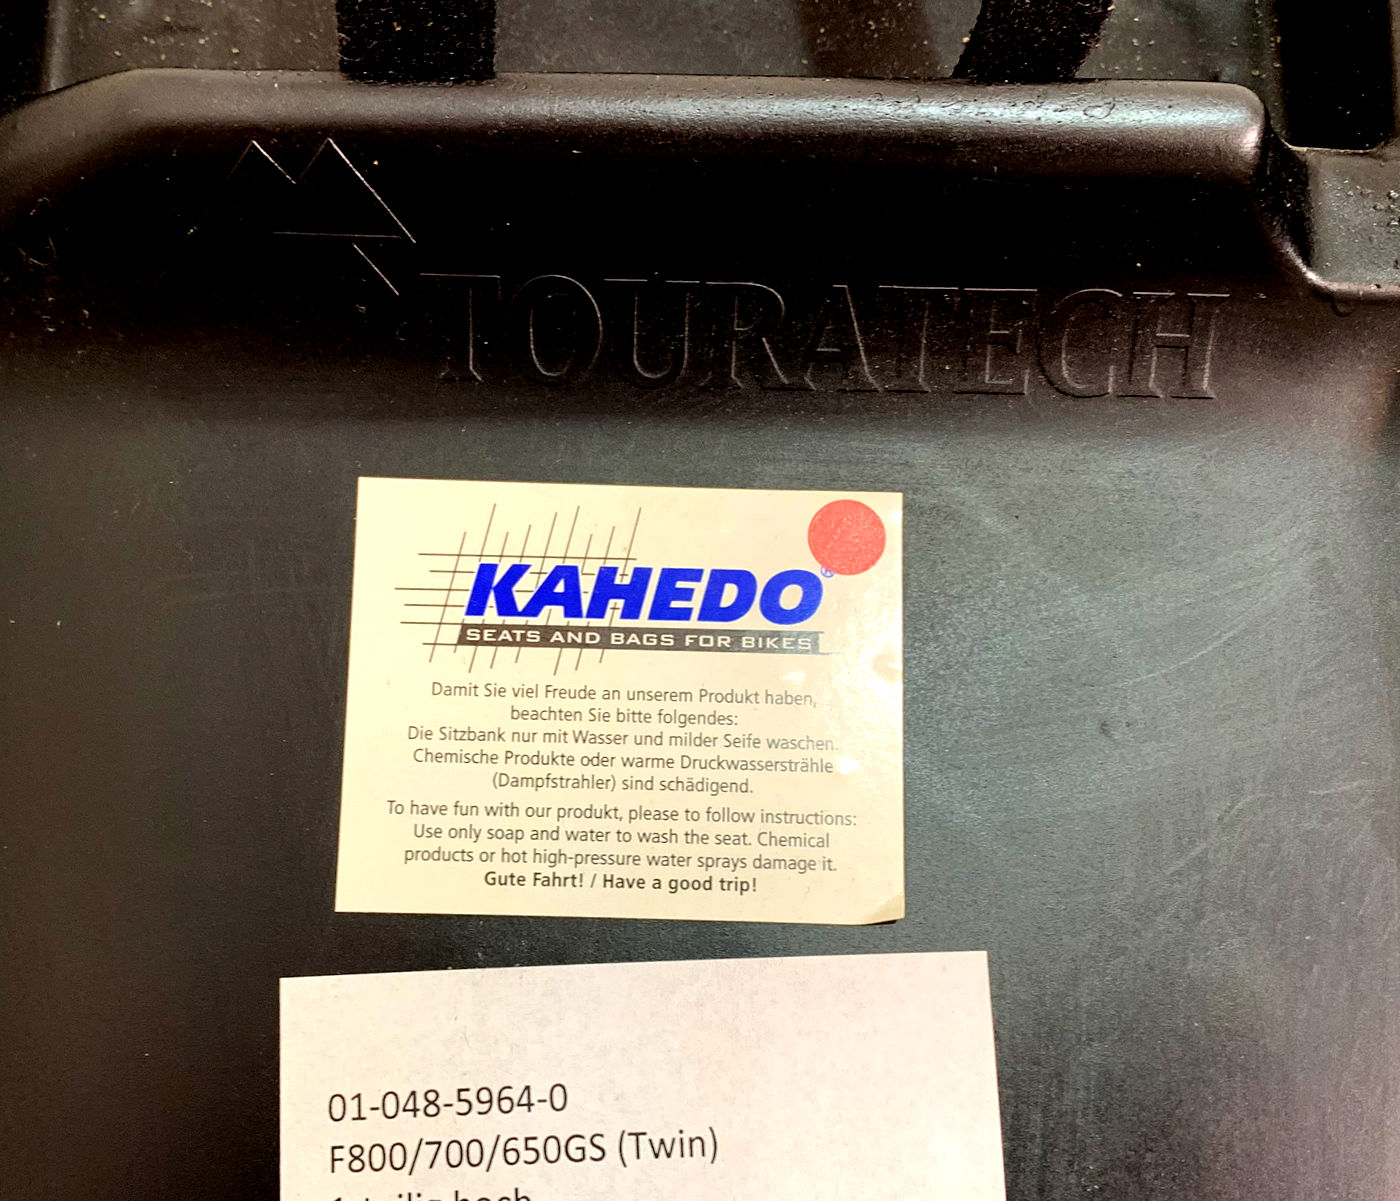 TOURATECH
KAHEDO®
SEATS AND BAGS FOR BIKES
Damit Sie viel Freude an unserem Produkt haben,
beachten Sie bitte folgendes:
Die Sitzbank nur mit Wasser und milder Seife waschen.
Chemische Produkte oder warme Druckwassersträhle
(Dampfstrahler) sind schädigend.
To have fun with our produkt, please to follow instructions:
Use only soap and water to wash the seat. Chemical
products or hot high-pressure water sprays damage it.
Gute Fahrt! / Have a good trip!
01-048-5964-0
F800/700/650GS (Twin)